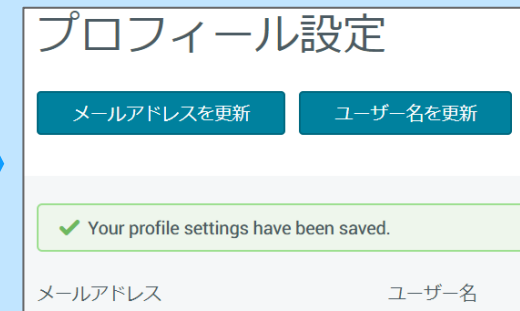 プロフィール設定
メールアドレスを更新 ユーザー名を更新
Your profile settings have been saved.
メールアドレス ユーザー名